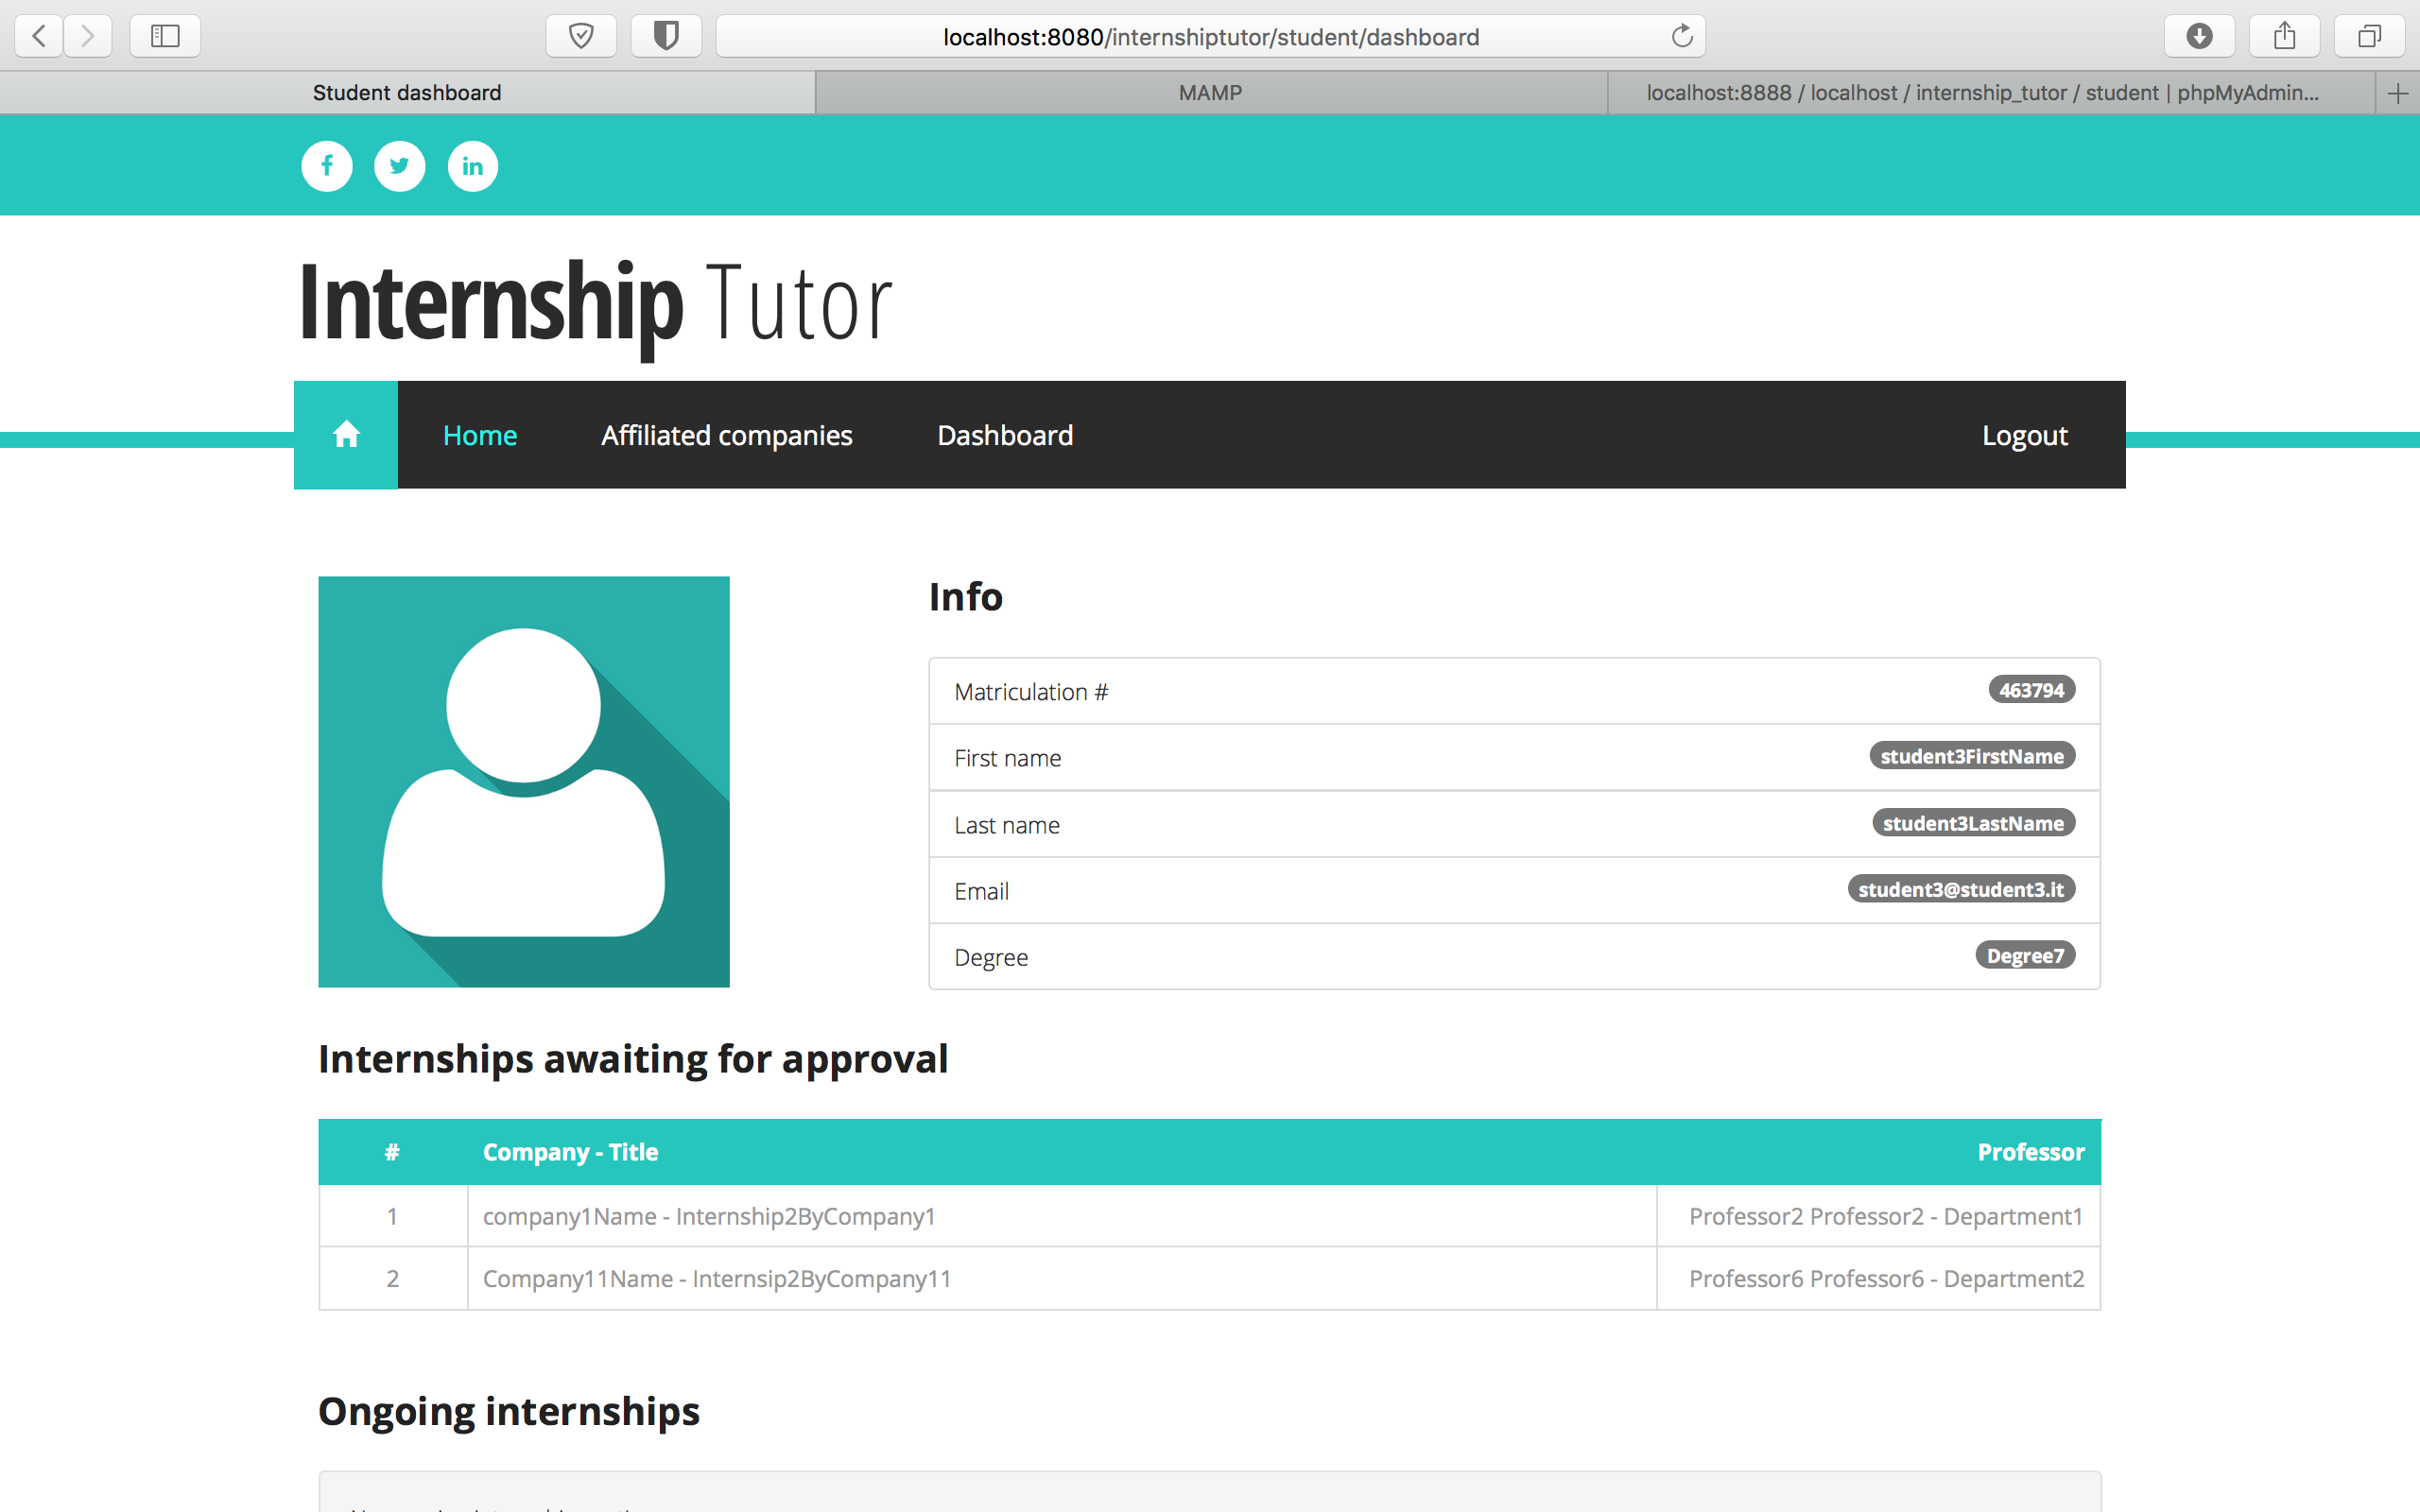 localhost:8080/internshiptutor/student/dashboard
Student dashboard
MAMP
localhost:8888 / localhost / internship_tutor / student | phpMyAdmin...
Internship Tutor
Home
Affiliated companies
Dashboard
Logout
Info
Matriculation # 463794
First name student3FirstName
Last name student3LastName
Email student3@student3.it
Degree Degree7
Internships awaiting for approval
# Company - Title Professor
1 company1Name - Internship2ByCompany1 Professor2 Professor2 - Department1
2 Company11Name - Internsip2ByCompany11 Professor6 Professor6 - Department2
Ongoing internships